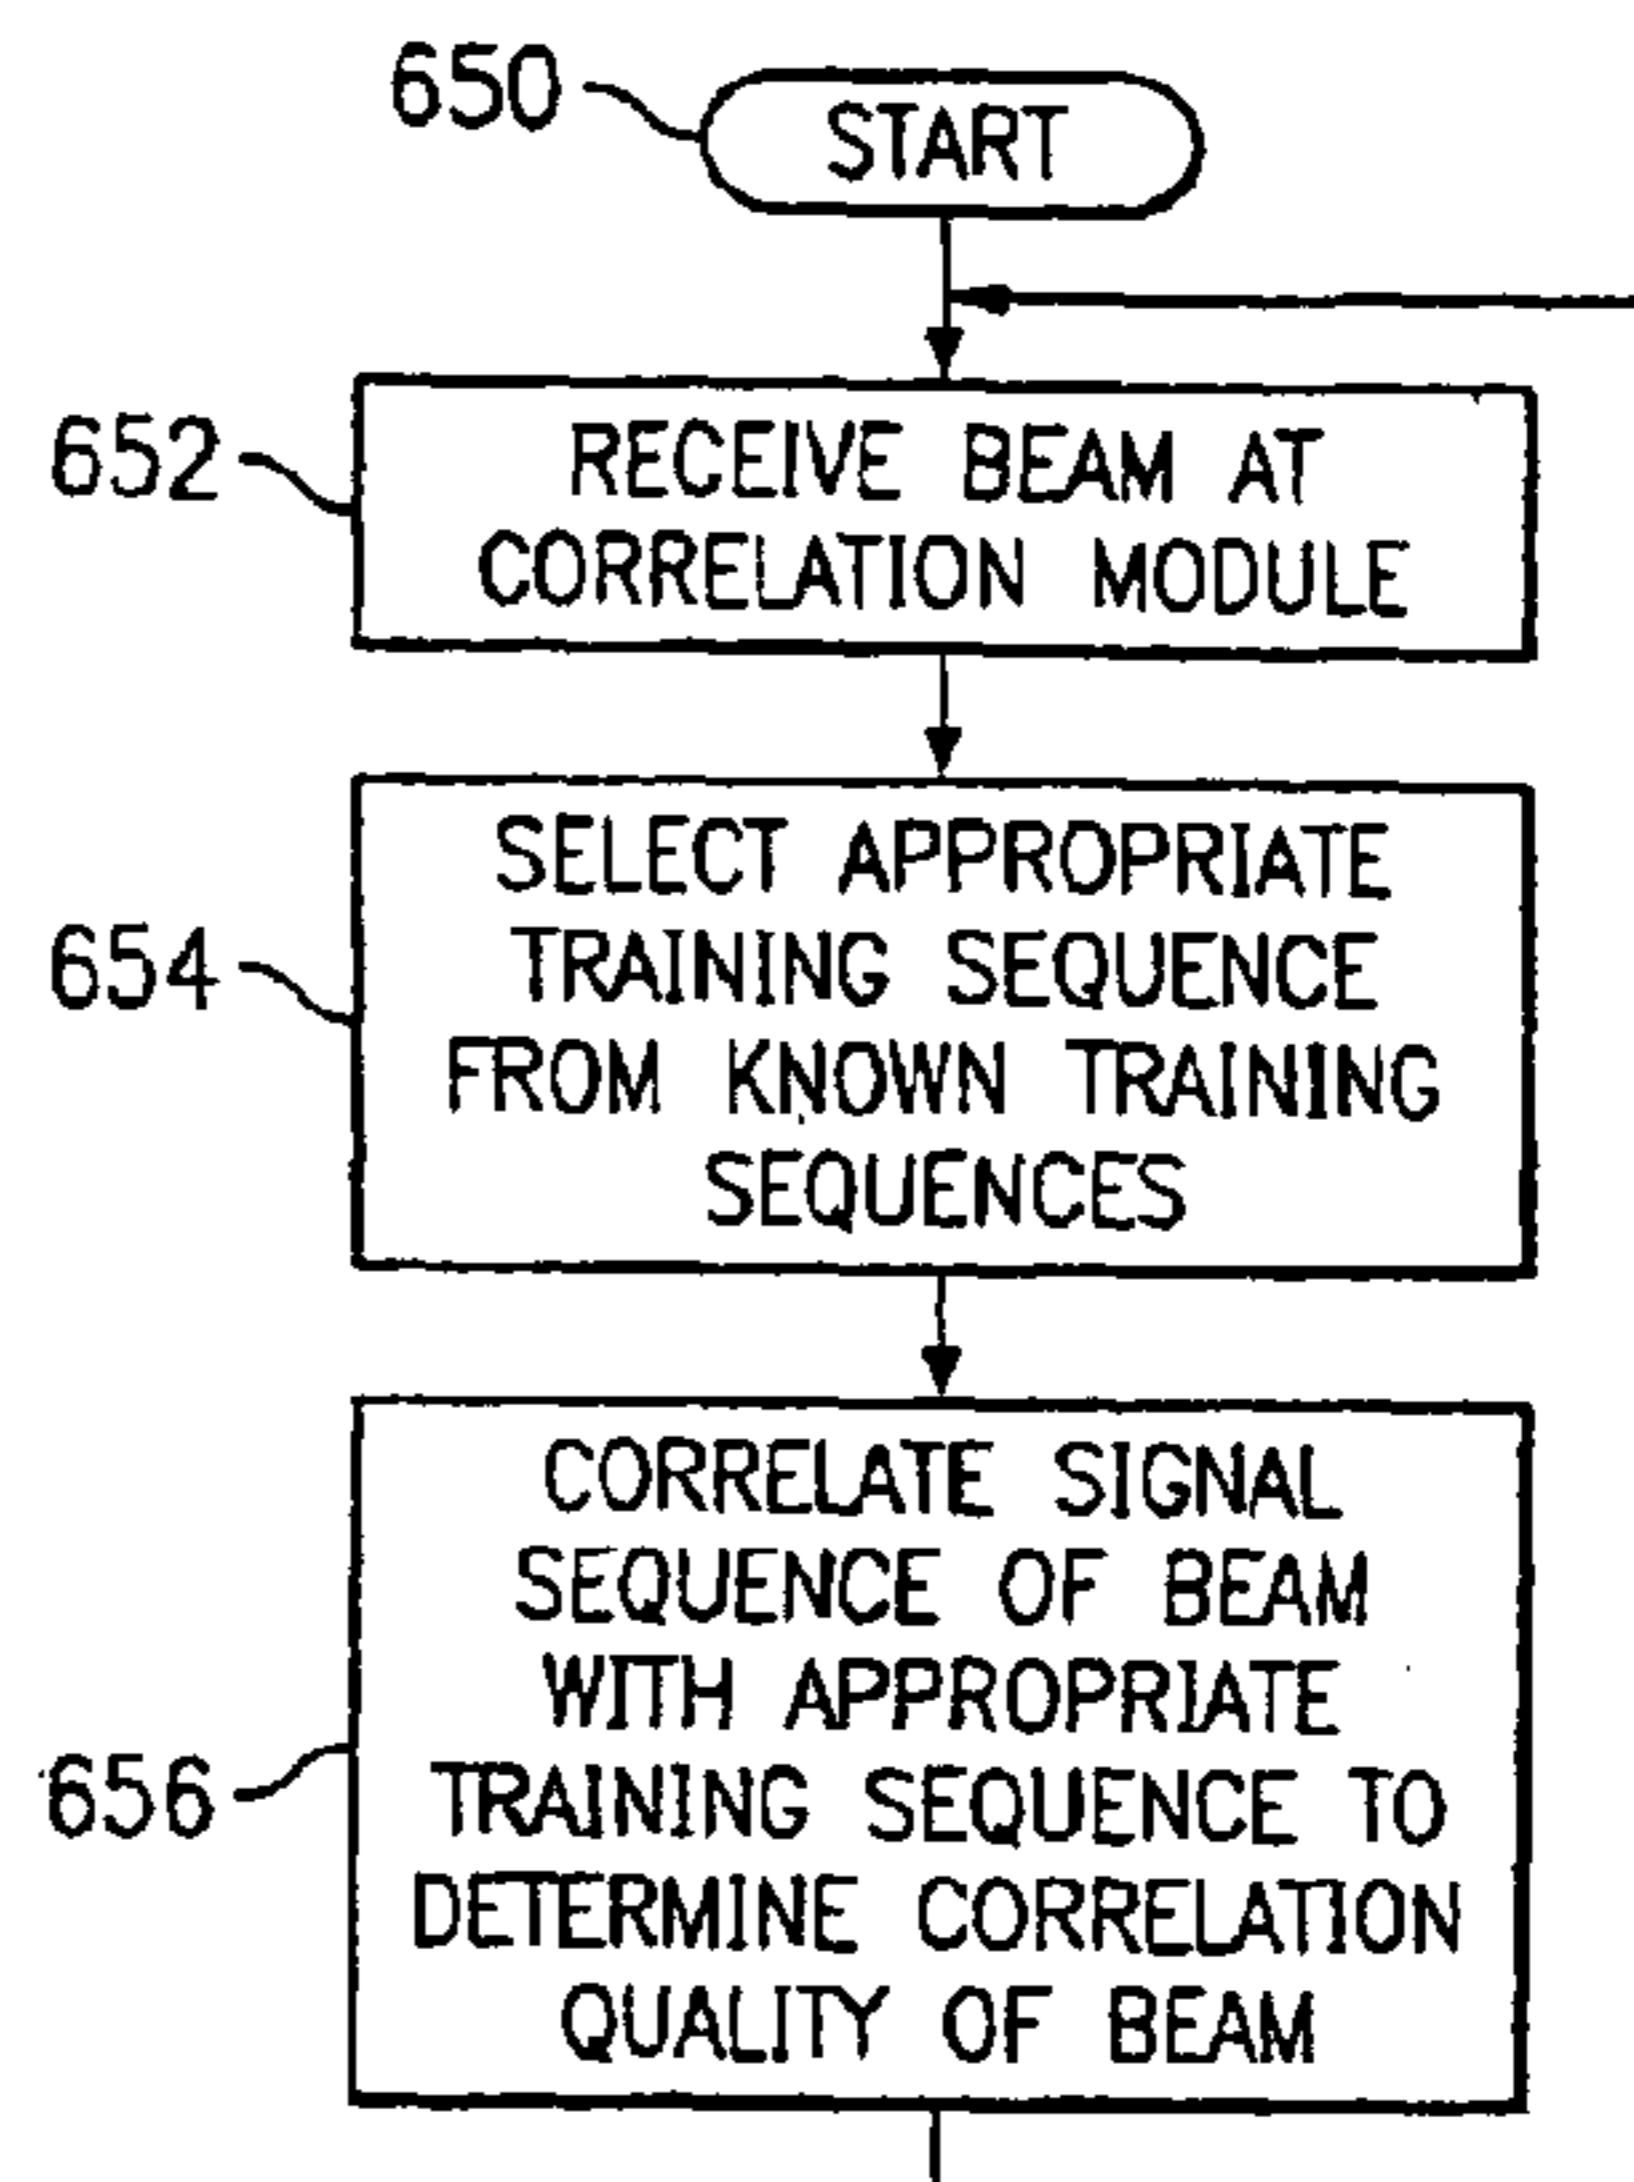 650
START
652
RECEIVE BEAM AT
CORRELATION MODULE
654
SELECT APPROPRIATE
TRAINING SEQUENCE
FROM KNOWN TRAINING
SEQUENCES
656
CORRELATE SIGNAL
SEQUENCE OF BEAM
WITH APPROPRIATE
TRAINING SEQUENCE TO
DETERMINE CORRELATION
QUALITY OF BEAM